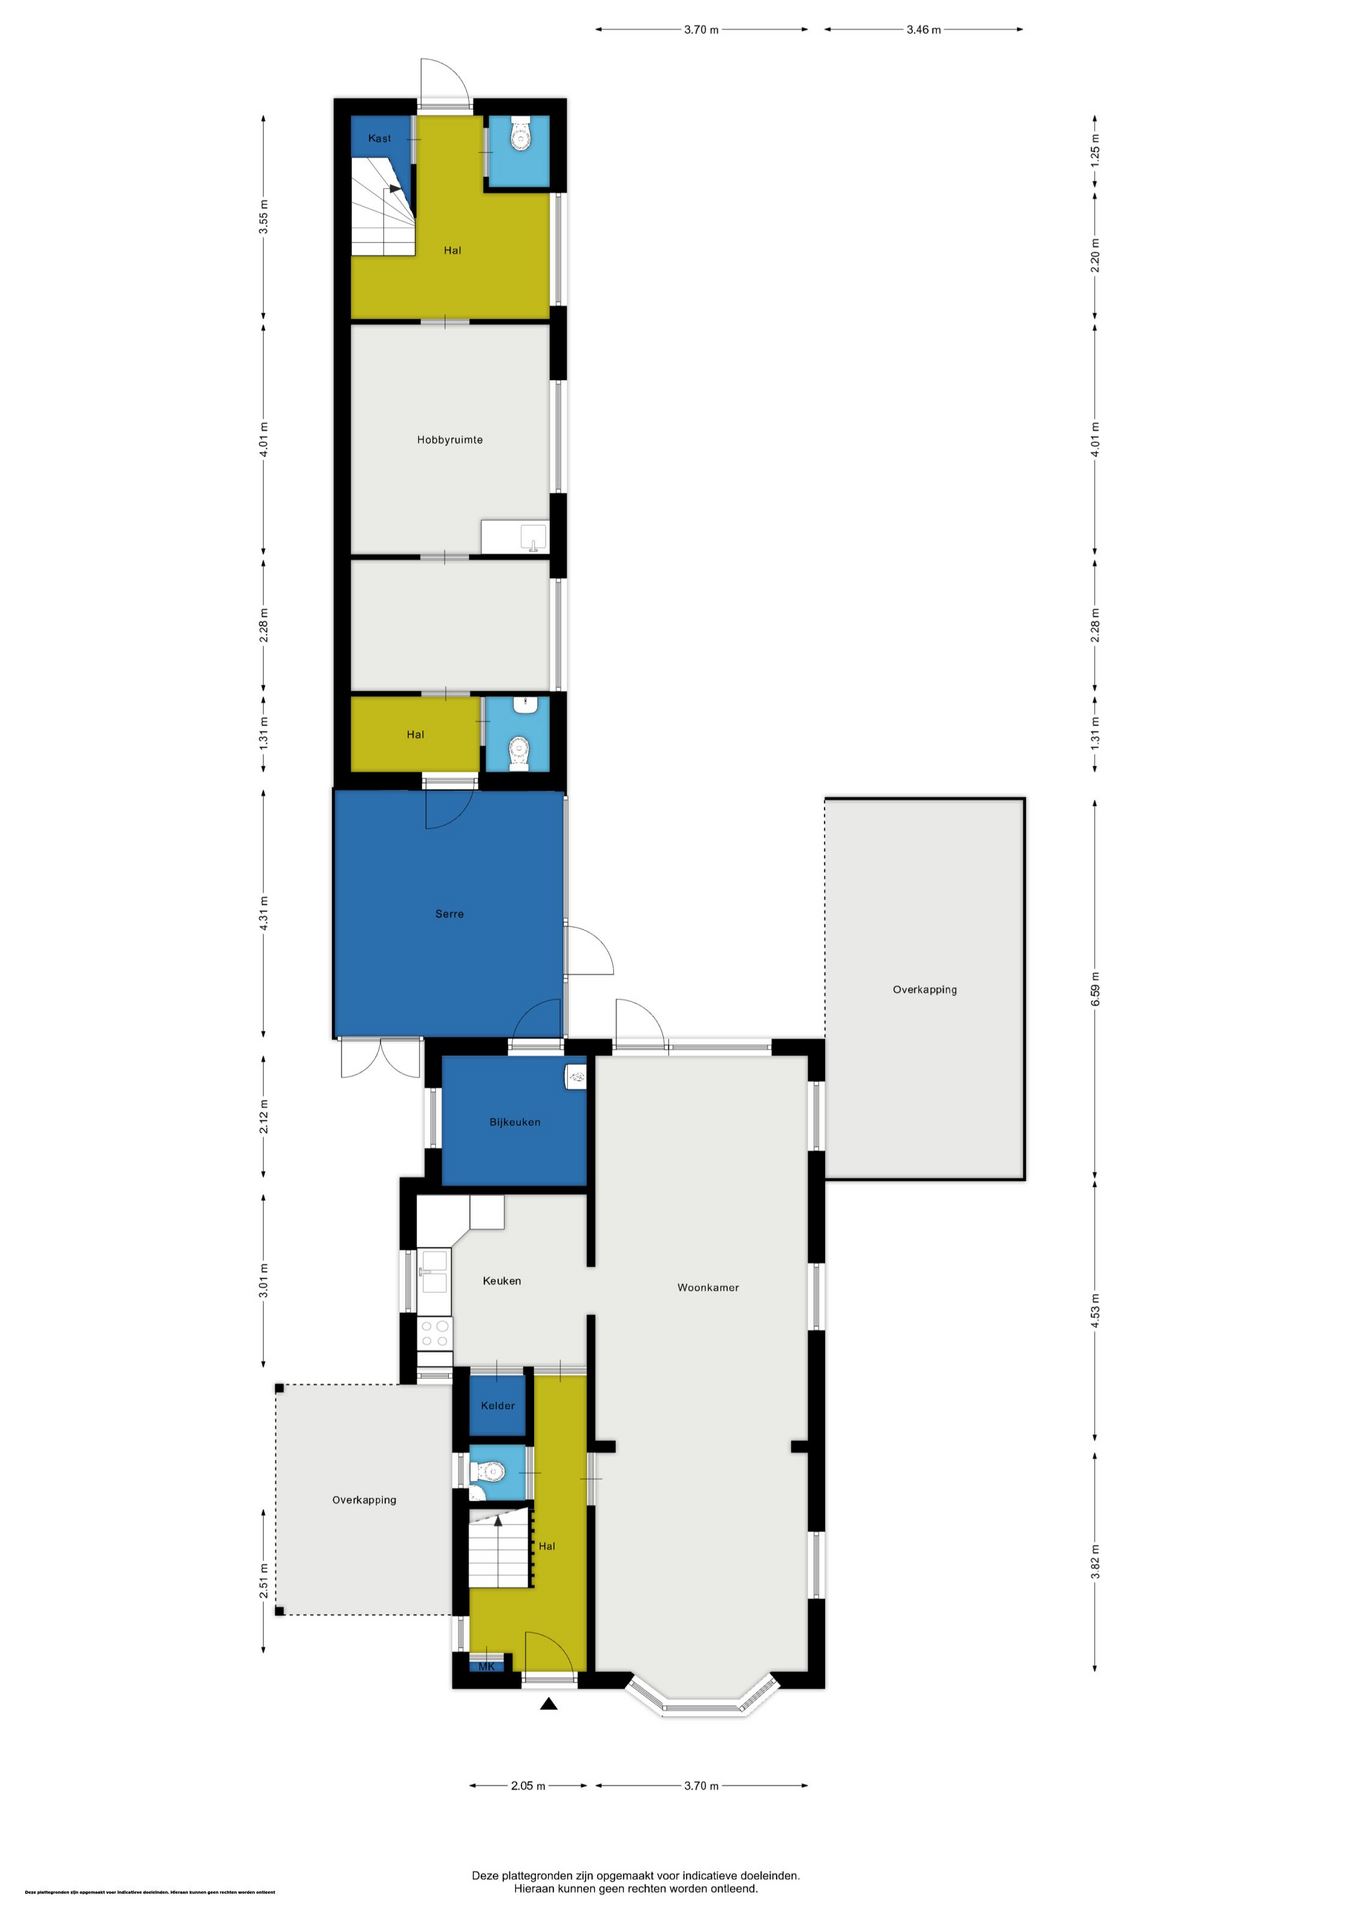 3.70 m
3.46 m
Kast
1.25 m
3.55 m
Hal
2.20 m
Hobbyruimte
4.01 m
4.01 m
2.28 m
2.28 m
Hal
1.31 m
1.31 m
Serre
4.31 m
Overkapping
6.59 m
Bijkeuken
2.12 m
Keuken
3.01 m
Woonkamer
4.53 m
Kelder
Overkapping
Hal
2.51 m
3.82 m
MK
2.05 m
3.70 m
Deze plattegronden zijn opgemaakt voor indicatieve doeleinden.
Hieraan kunnen geen rechten worden ontleend.
Deze plattegronden zijn opgemaakt voor indicatieve doeleinden. Hieraan kunnen geen rechten worden ontleent